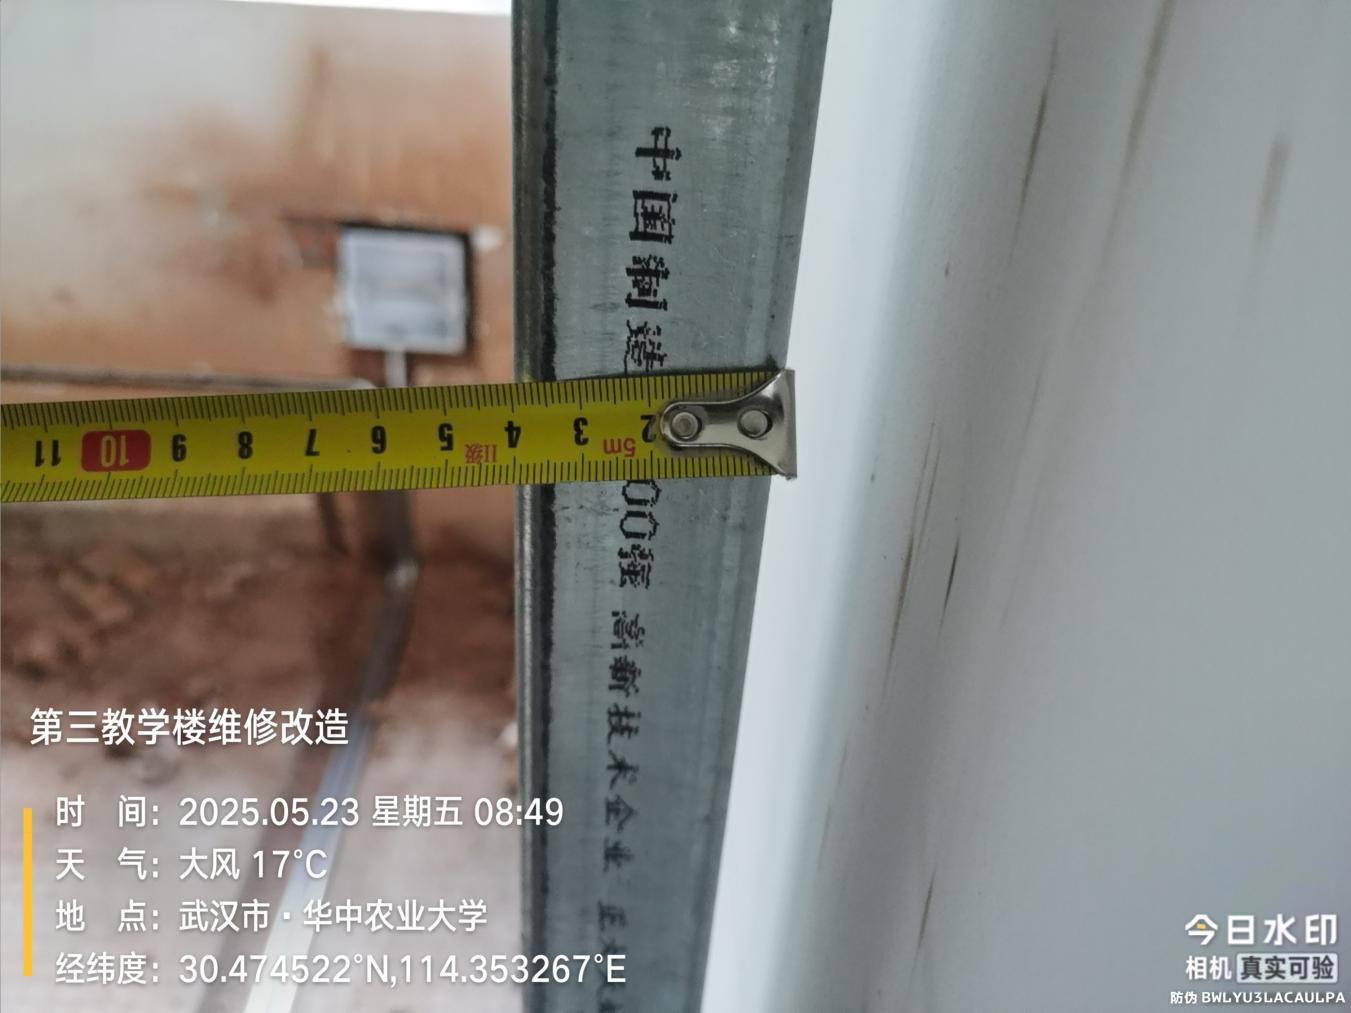 中国制造
00强 高新技术企业
11 10 9 8 7 6 5 II级 4 3 5m 2
第三教学楼维修改造
时 间：2025.05.23 星期五 08:49
天 气：大风 17℃
地 点：武汉市·华中农业大学
经纬度：30.474522°N,114.353267°E
今日水印
相机 真实可验
防伪 BWLYU3LACAULPA